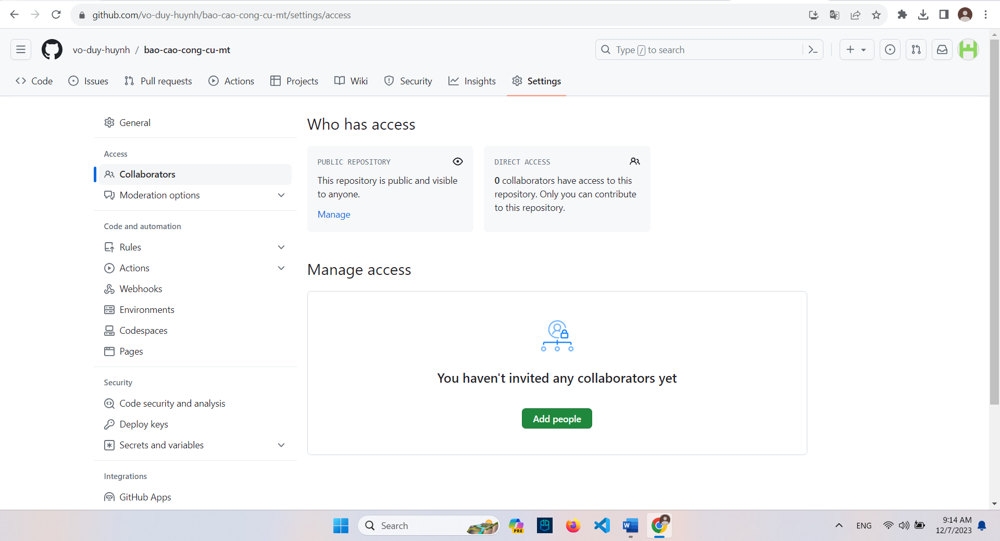 github.com/vo-duy-huynh/bao-cao-cong-cu-mt/settings/access
vo-duy-huynh / bao-cao-cong-cu-mt
Type / to search
Code
Issues
Pull requests
Actions
Projects
Wiki
Security
Insights
Settings
General
Access
Collaborators
Moderation options
Code and automation
Rules
Actions
Webhooks
Environments
Codespaces
Pages
Security
Code security and analysis
Deploy keys
Secrets and variables
Integrations
GitHub Apps
Who has access
PUBLIC REPOSITORY
This repository is public and visible
to anyone.
Manage
DIRECT ACCESS
0 collaborators have access to this
repository. Only you can contribute
to this repository.
Manage access
You haven't invited any collaborators yet
Add people
Search
PRE
W
ENG
9:14 AM
12/7/2023